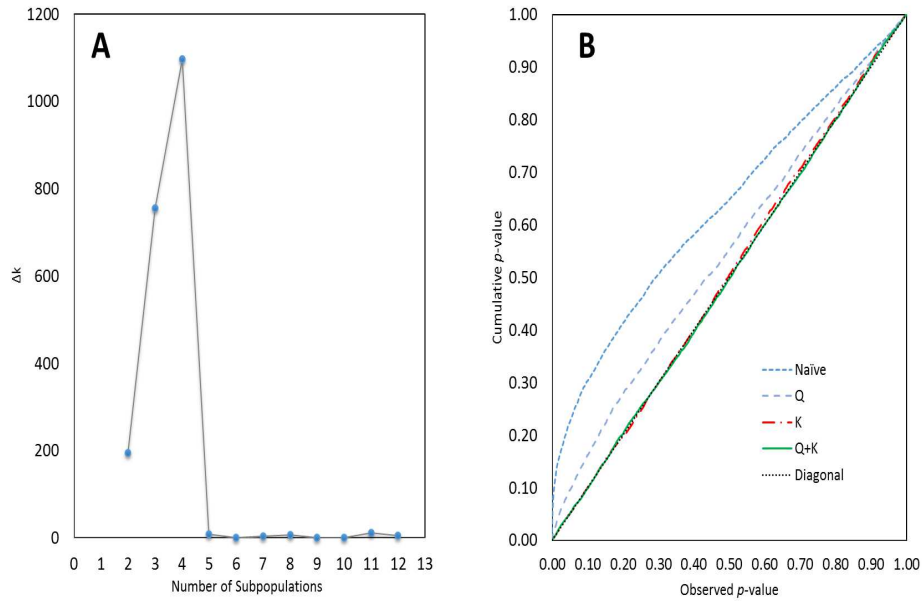 A
1200
1000
800
600
400
200
0
Δk
0 1 2 3 4 5 6 7 8 9 10 11 12 13
Number of Subpopulations
B
1.00
0.90
0.80
0.70
0.60
0.50
0.40
0.30
0.20
0.10
0.00
Cumulative p-value
Naïve
Q
K
Q+K
Diagonal
0.00 0.10 0.20 0.30 0.40 0.50 0.60 0.70 0.80 0.90 1.00
Observed p-value